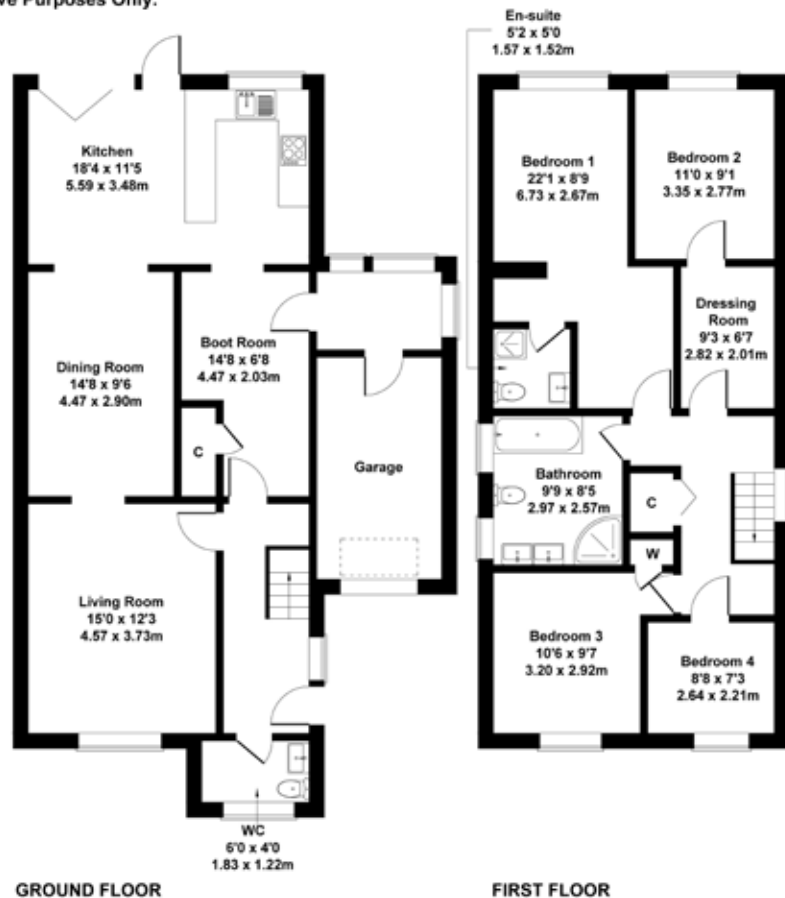 Purposes Only.
En-suite
5'2 x 5'0
1.57 x 1.52m
Kitchen
18'4 x 11'5
5.59 x 3.48m
Bedroom 1
22'1 x 8'9
6.73 x 2.67m
Bedroom 2
11'0 x 9'1
3.35 x 2.77m
Dressing
Room
9'3 x 6'7
2.82 x 2.01m
Boot Room
14'8 x 6'8
4.47 x 2.03m
Dining Room
14'8 x 9'6
4.47 x 2.90m
C
Garage
Bathroom
9'9 x 8'5
2.97 x 2.57m
C
W
Living Room
15'0 x 12'3
4.57 x 3.73m
Bedroom 3
10'6 x 9'7
3.20 x 2.92m
Bedroom 4
8'8 x 7'3
2.64 x 2.21m
WC
6'0 x 4'0
1.83 x 1.22m
GROUND FLOOR
FIRST FLOOR